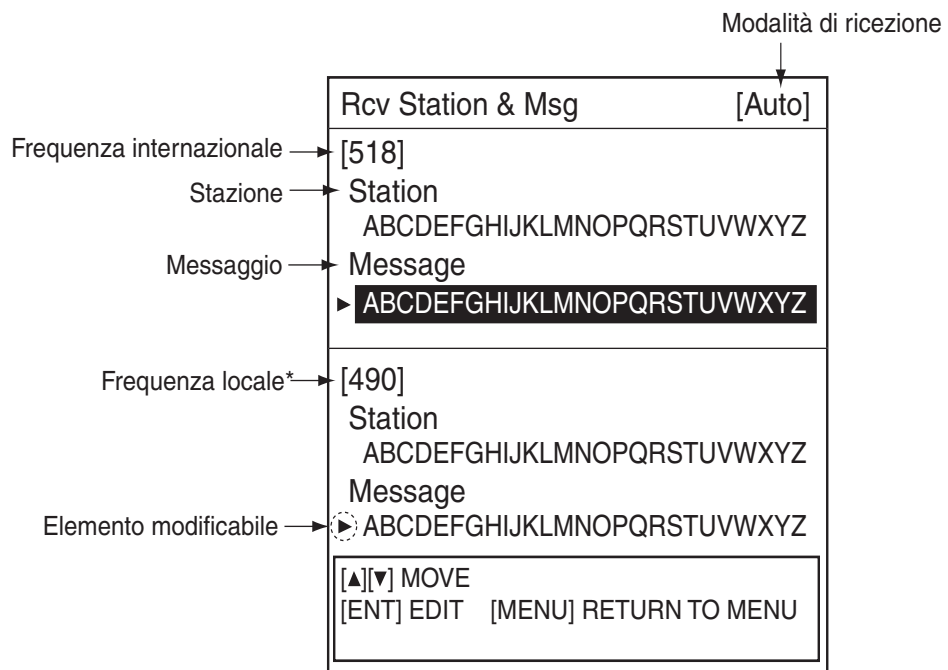 Modalità di ricezione
Rcv Station & Msg [Auto]
Frequenza internazionale [518]
Stazione Station
ABCDEFGHIJKLMNOPQRSTUVWXYZ
Messaggio Message
▶ ABCDEFGHIJKLMNOPQRSTUVWXYZ
Frequenza locale* [490]
Station
ABCDEFGHIJKLMNOPQRSTUVWXYZ
Message
Elemento modificabile ▶ ABCDEFGHIJKLMNOPQRSTUVWXYZ
[▲][▼] MOVE
[ENT] EDIT [MENU] RETURN TO MENU